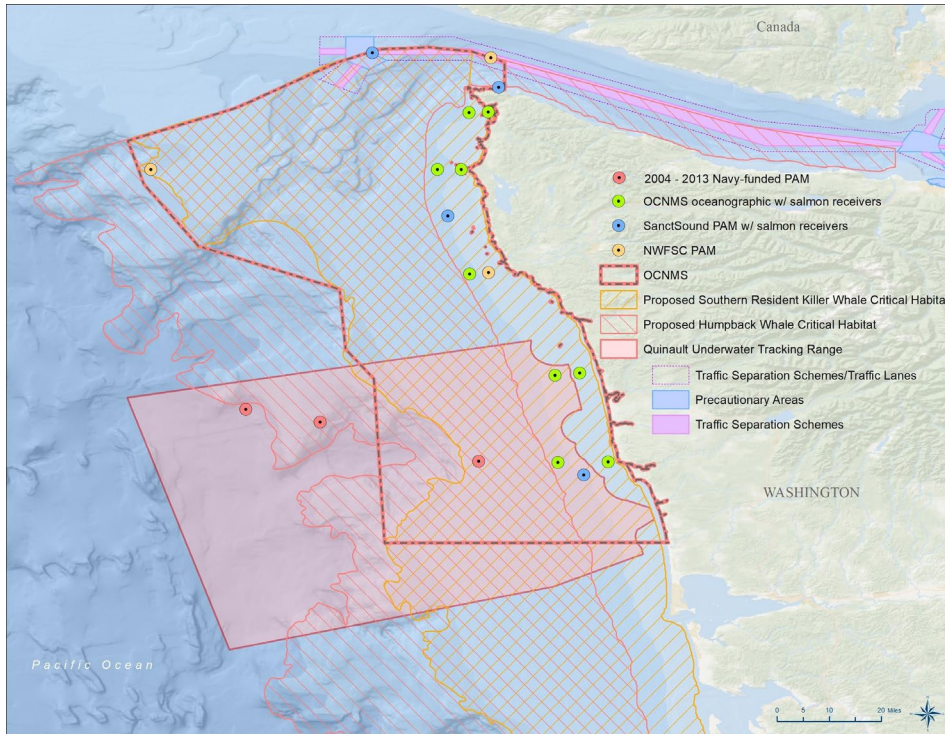 Canada
2004 - 2013 Navy-funded PAM
OCNMS oceanographic w/ salmon receivers
SanctSound PAM w/ salmon receivers
NWFSC PAM
OCNMS
Proposed Southern Resident Killer Whale Critical Habita
Proposed Humpback Whale Critical Habitat
Quinault Underwater Tracking Range
Traffic Separation Schemes/Traffic Lanes
Precautionary Areas
Traffic Separation Schemes
WASHINGTON
Pacific Ocean
0 5 10 20 Miles